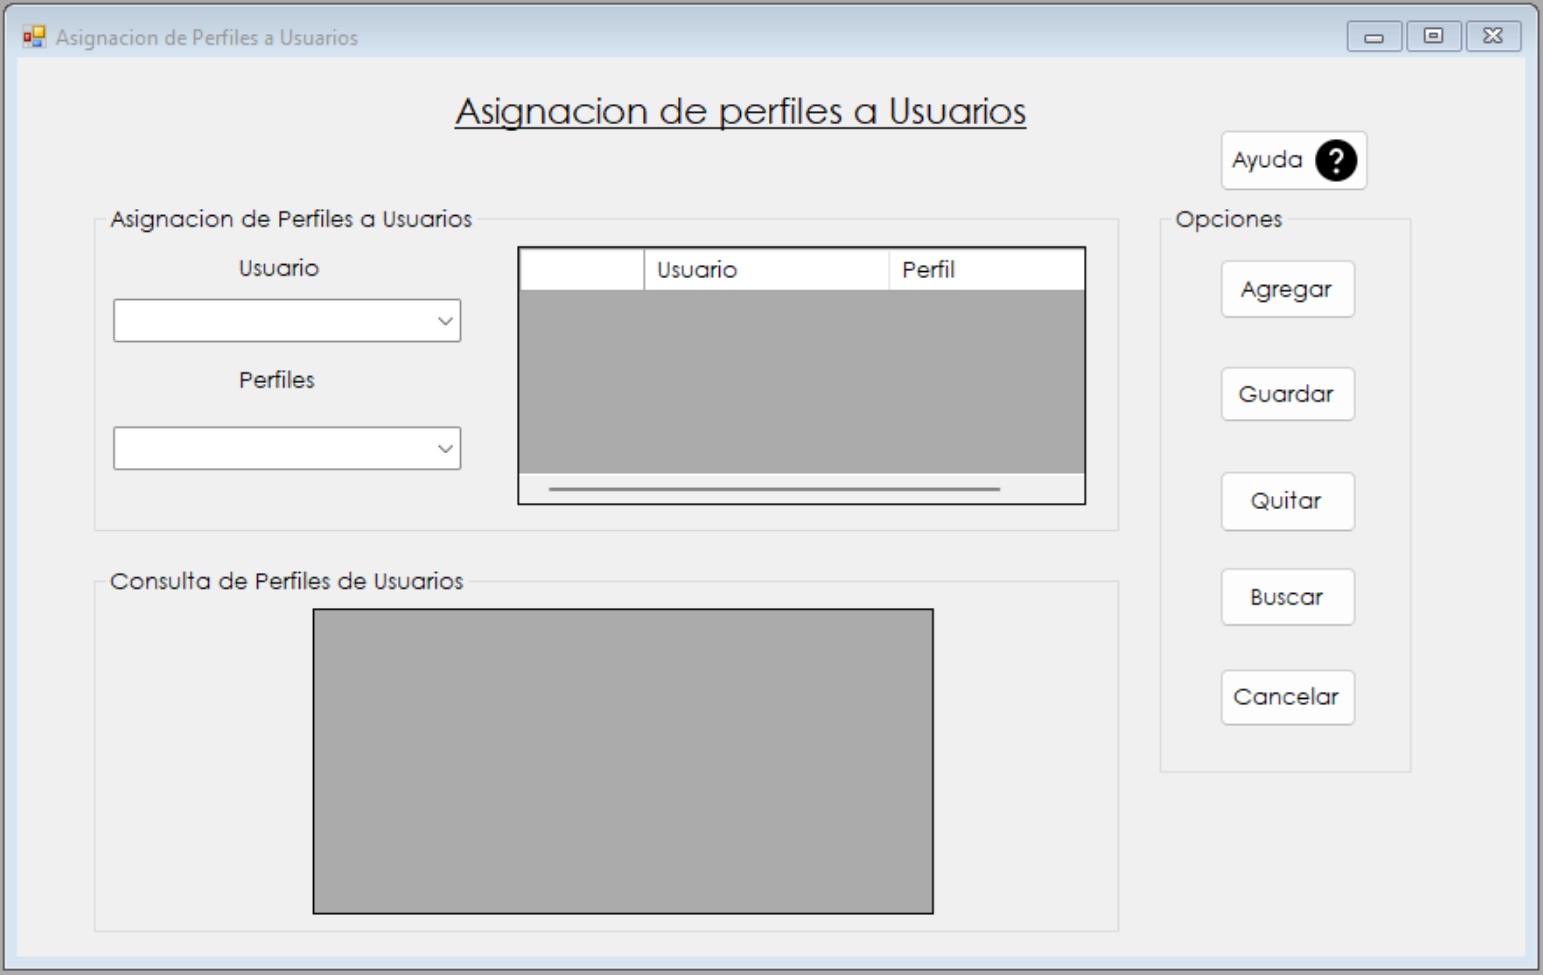 Asignacion de Perfiles a Usuarios
Asignacion de perfiles a Usuarios
Ayuda ?
Asignacion de Perfiles a Usuarios
Usuario
Perfiles
Usuario Perfil
Opciones
Agregar
Guardar
Quitar
Buscar
Cancelar
Consulta de Perfiles de Usuarios